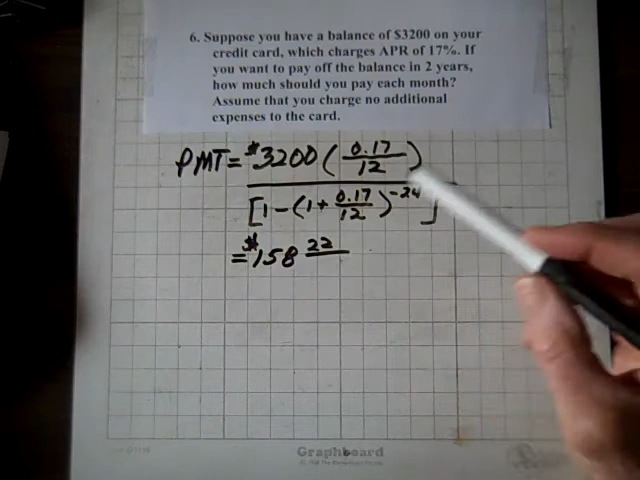 6. Suppose you have a balance of $3200 on your
credit card, which charges APR of 17%. If
you want to pay off the balance in 2 years,
how much should you pay each month?
Assume that you charge no additional
expenses to the card.
PMT = $3200 ( 0.17 / 12 )
[ 1 - ( 1 + 0.17 / 12 ) -24 ]
= $158 22
Graphboard